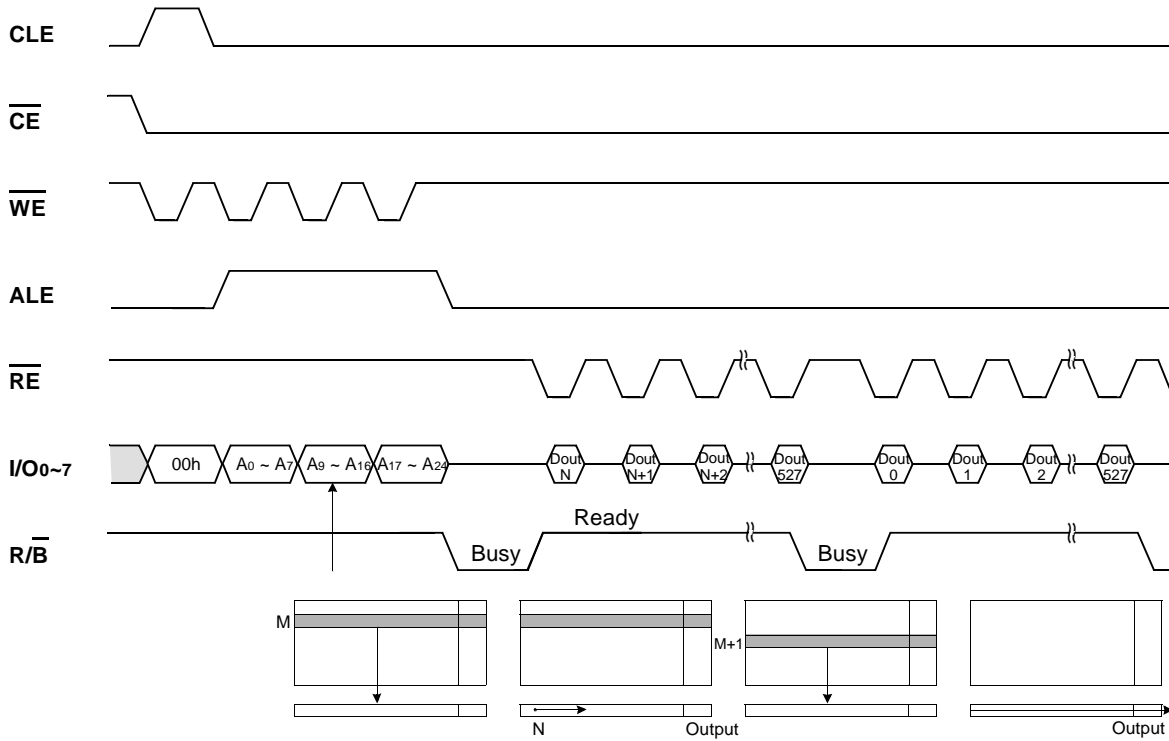 CLE
CE
WE
ALE
RE
I/O0~7 00h A0 ~ A7 A9 ~ A16 A17 ~ A24 Dout N Dout N+1 Dout N+2 Dout 527 Dout 0 Dout 1 Dout 2 Dout 527
Ready
R/B Busy Busy
M
M+1
N Output Output